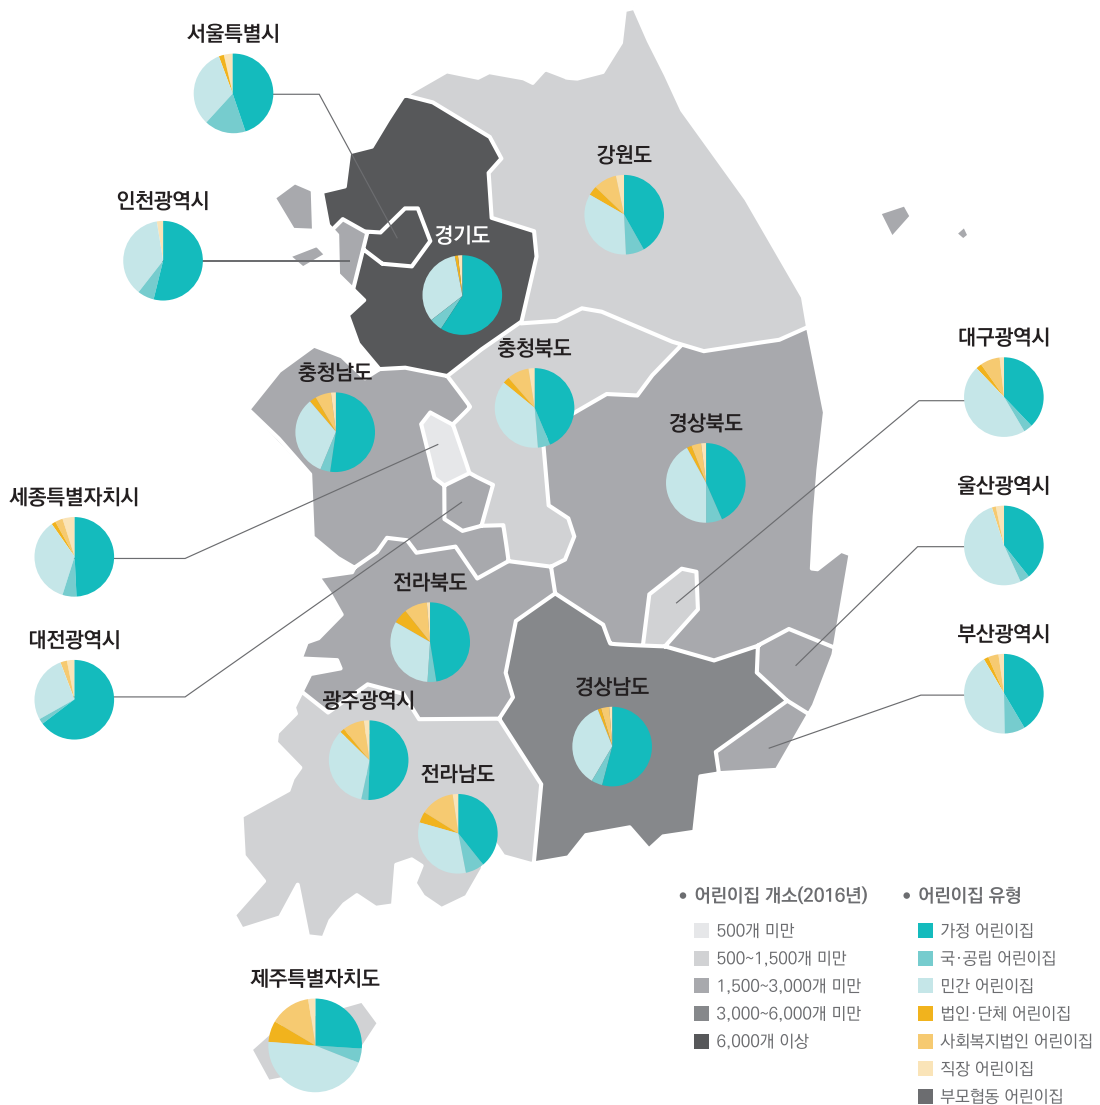 서울특별시
강원도
인천광역시
경기도
충청북도
대구광역시
충청남도
경상북도
세종특별자치시
울산광역시
전라북도
대전광역시
부산광역시
경상남도
광주광역시
전라남도
제주특별자치도
• 어린이집 개소(2016년)
500개 미만
500~1,500개 미만
1,500~3,000개 미만
3,000~6,000개 미만
6,000개 이상
• 어린이집 유형
가정 어린이집
국·공립 어린이집
민간 어린이집
법인·단체 어린이집
사회복지법인 어린이집
직장 어린이집
부모협동 어린이집